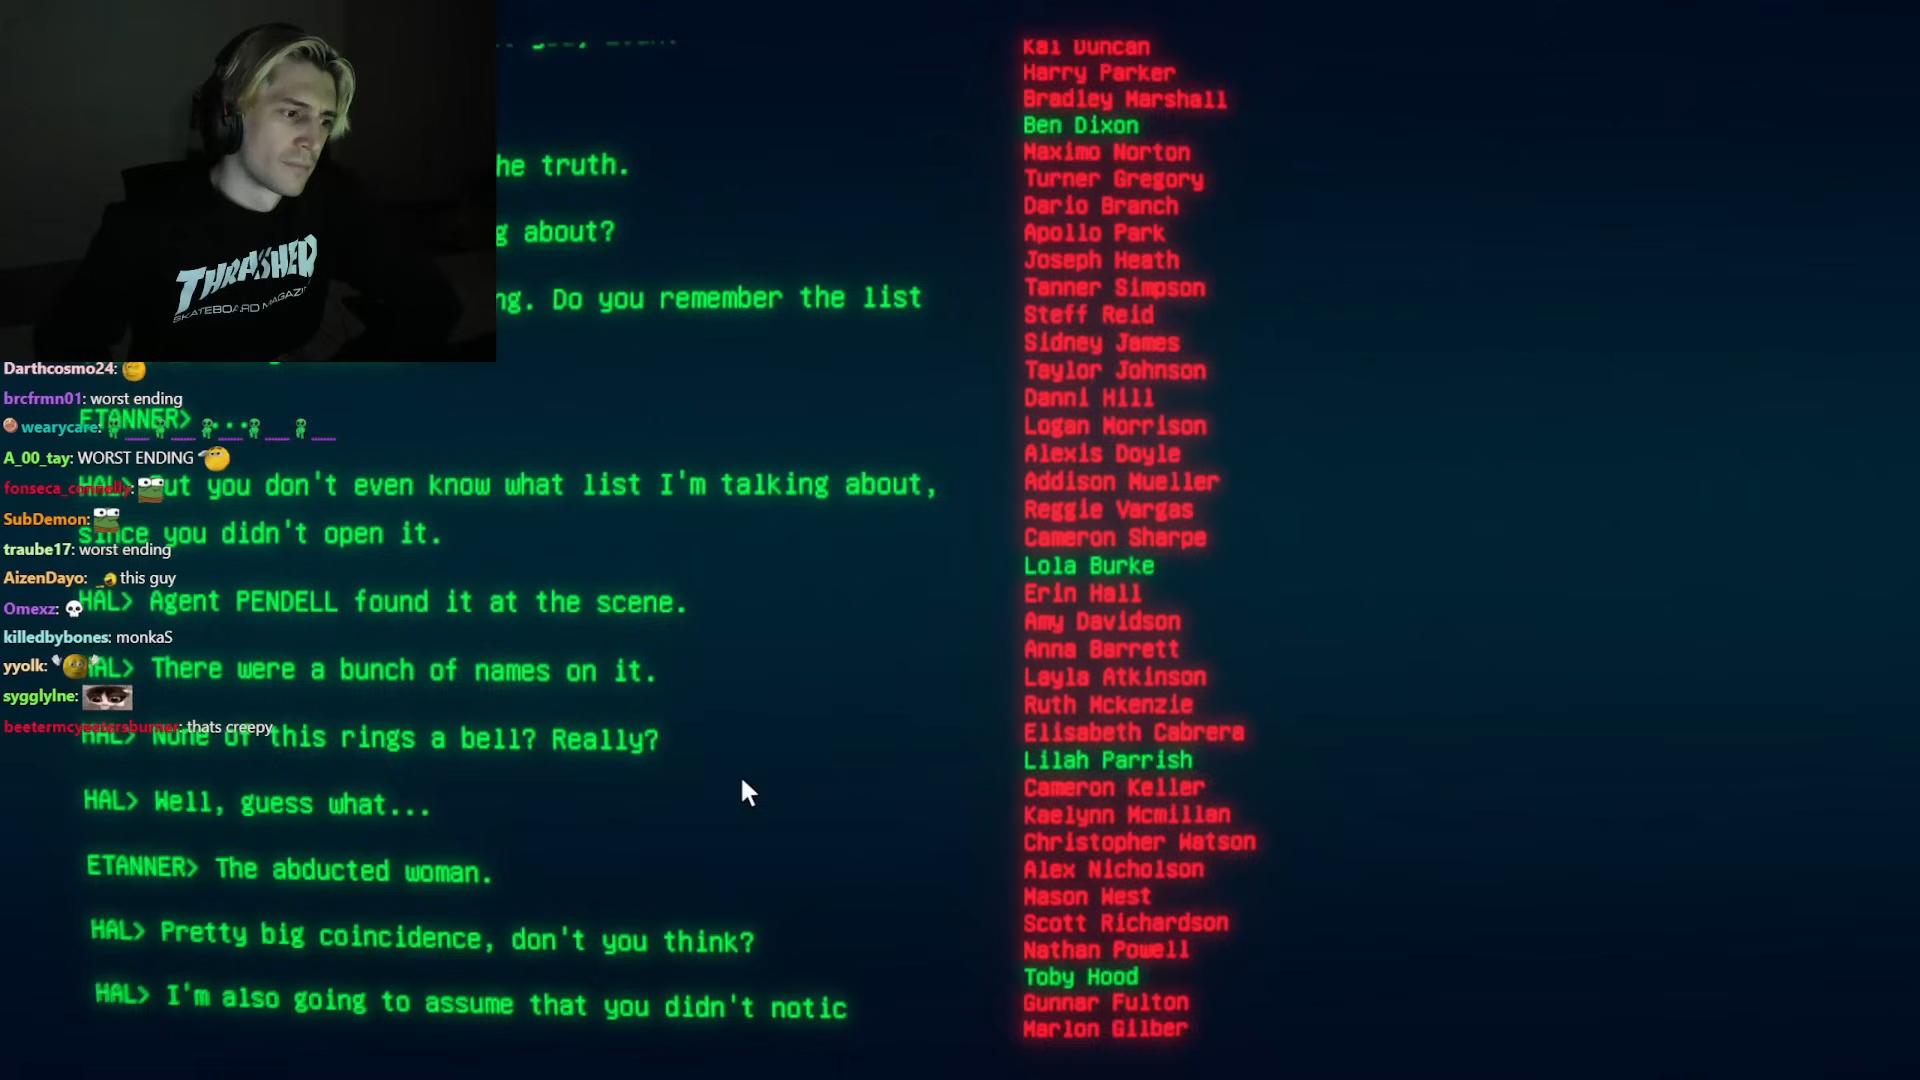 THRASHER
SKATEBOARD MAGAZI
he truth.
g about?
ng. Do you remember the list
Darthcosmo24:
brcfrmn01: worst ending
ETANNER> ...
wearycare:
A_00_tay: WORST ENDING
HAL> But you don't even know what list I'm talking about,
SubDemon:
since you didn't open it.
traube17: worst ending
AizenDayo: this guy
HAL> Agent PENDELL found it at the scene.
Omexz:
killedbybones: monkaS
yyolk:
HAL> There were a bunch of names on it.
sygglylne:
thats creepy
HAL> None of this rings a bell? Really?
HAL> Well, guess what...
ETANNER> The abducted woman.
HAL> Pretty big coincidence, don't you think?
HAL> I'm also going to assume that you didn't notic
Kai Duncan
Harry Parker
Bradley Marshall
Ben Dixon
Maximo Norton
Turner Gregory
Dario Branch
Apollo Park
Joseph Heath
Tanner Simpson
Steff Reid
Sidney James
Taylor Johnson
Danni Hill
Logan Morrison
Alexis Doyle
Addison Mueller
Reggie Vargas
Cameron Sharpe
Lola Burke
Erin Hall
Amy Davidson
Anna Barrett
Layla Atkinson
Ruth Mckenzie
Elisabeth Cabrera
Lilah Parrish
Cameron Keller
Kaelynn Mcmillan
Christopher Watson
Alex Nicholson
Mason West
Scott Richardson
Nathan Powell
Toby Hood
Gunnar Fulton
Marlon Gilber